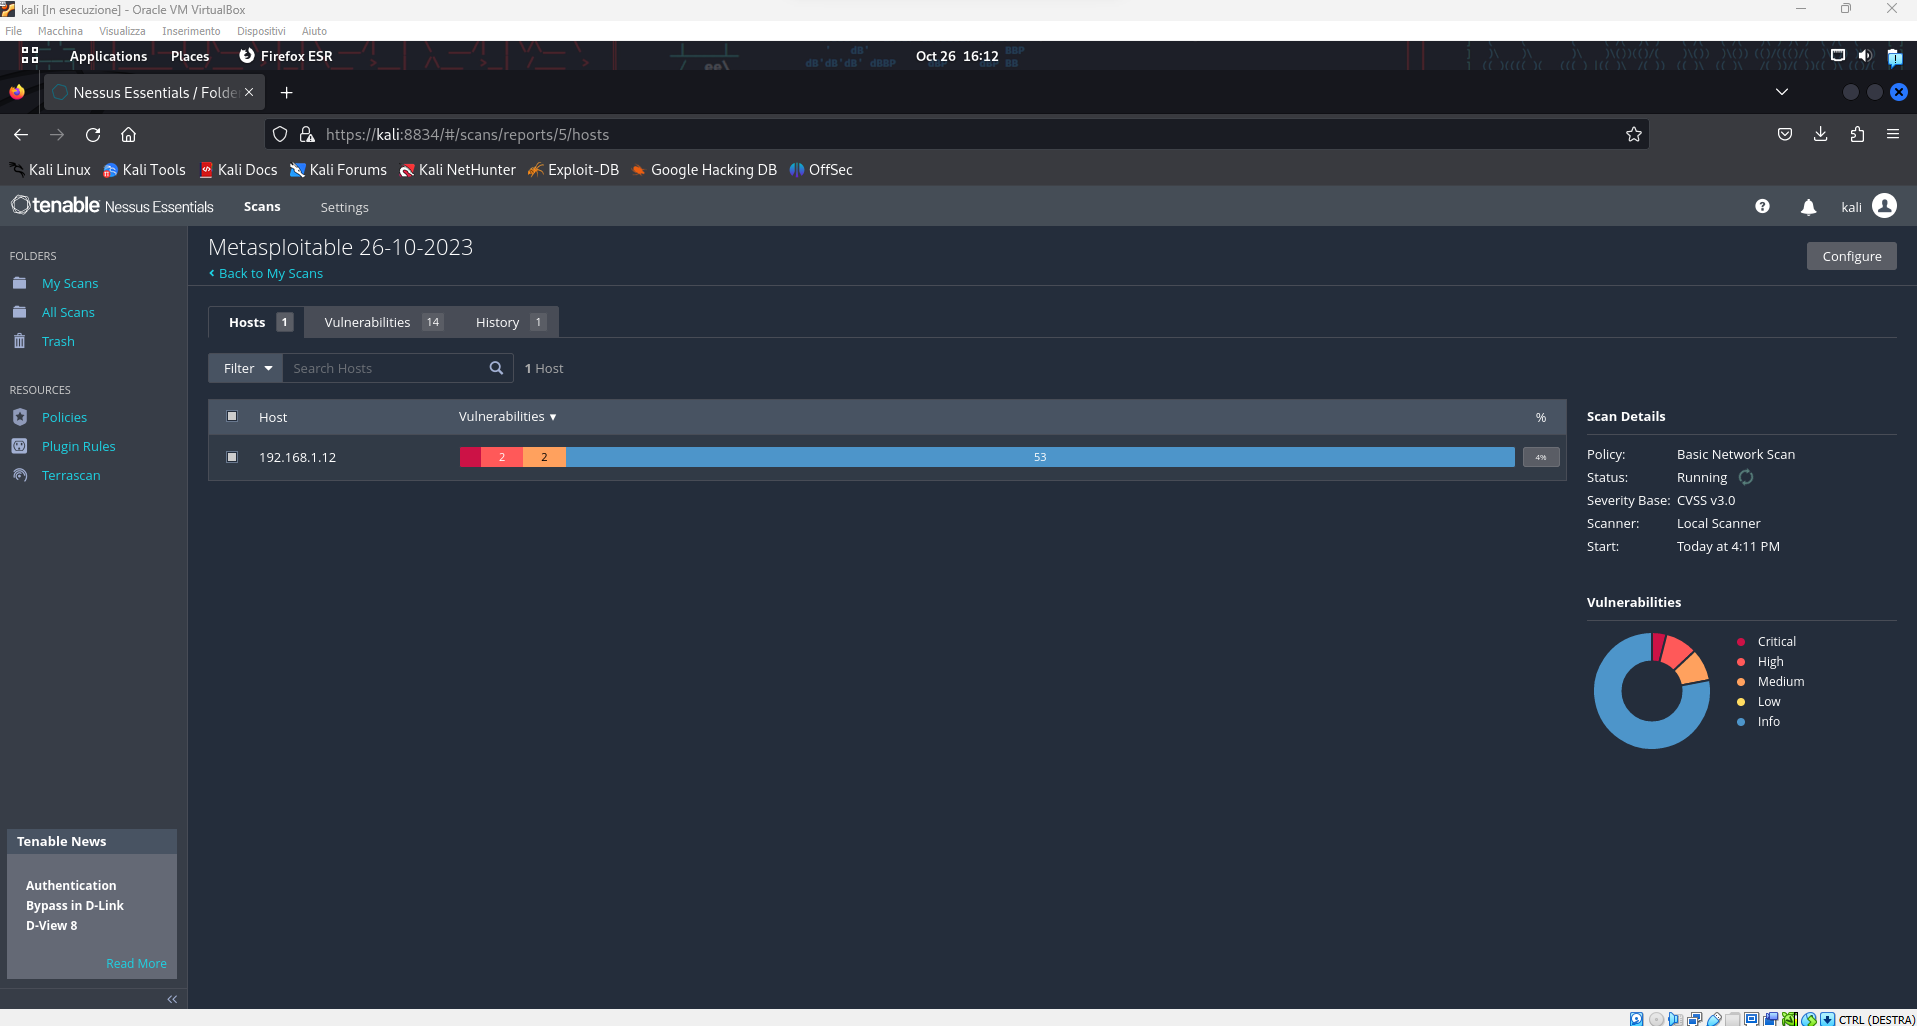 kali [In esecuzione] - Oracle VM VirtualBox
File Macchina Visualizza Inserimento Dispositivi Aiuto
Applications Places Firefox ESR Oct 26 16:12
Nessus Essentials / Folde
https://kali:8834/#/scans/reports/5/hosts
Kali Linux Kali Tools Kali Docs Kali Forums Kali NetHunter Exploit-DB Google Hacking DB OffSec
tenable Nessus Essentials Scans Settings kali
FOLDERS
My Scans
All Scans
Trash
RESOURCES
Policies
Plugin Rules
Terrascan
Metasploitable 26-10-2023
Back to My Scans
Configure
Hosts 1 Vulnerabilities 14 History 1
Filter Search Hosts 1 Host
Host Vulnerabilities %
192.168.1.12 2 2 53 4%
Scan Details
Policy: Basic Network Scan
Status: Running
Severity Base: CVSS v3.0
Scanner: Local Scanner
Start: Today at 4:11 PM
Vulnerabilities
Critical
High
Medium
Low
Info
Tenable News
Authentication
Bypass in D-Link
D-View 8
Read More
CTRL (DESTRA)